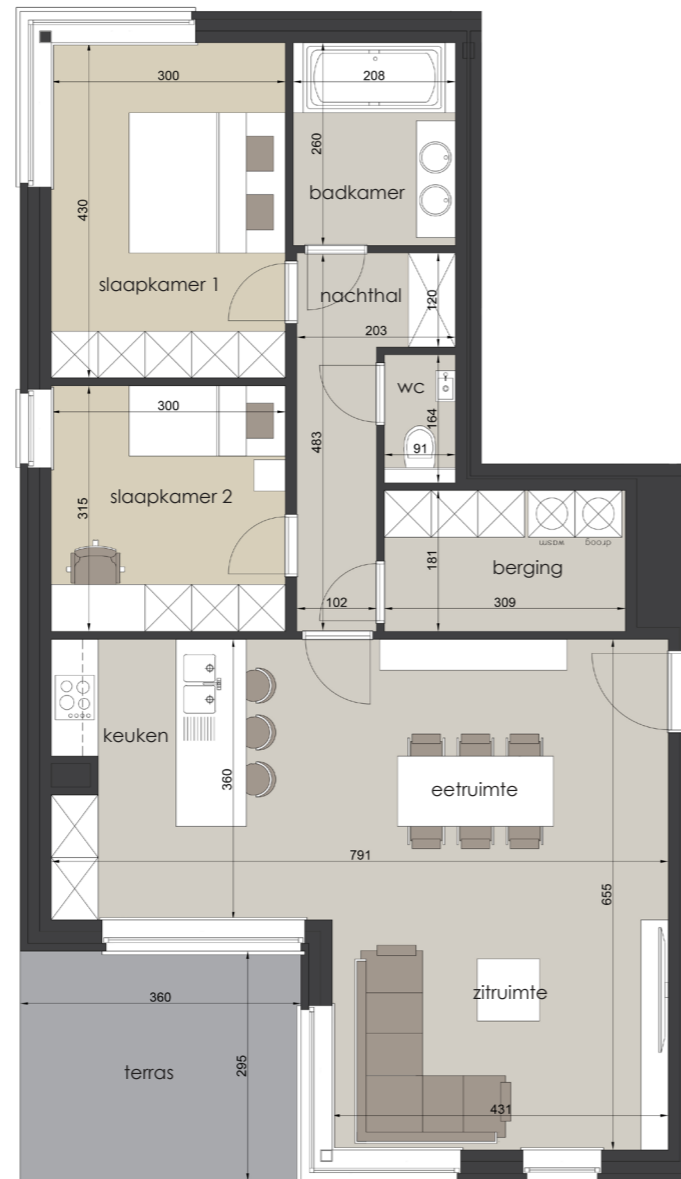 300
208
260
badkamer
430
slaapkamer 1
nachthal
120
203
wc
164
91
300
483
slaapkamer 2
315
wasm
droog
181
berging
102
309
keuken
360
eetruimte
791
655
zitruimte
360
295
terras
431